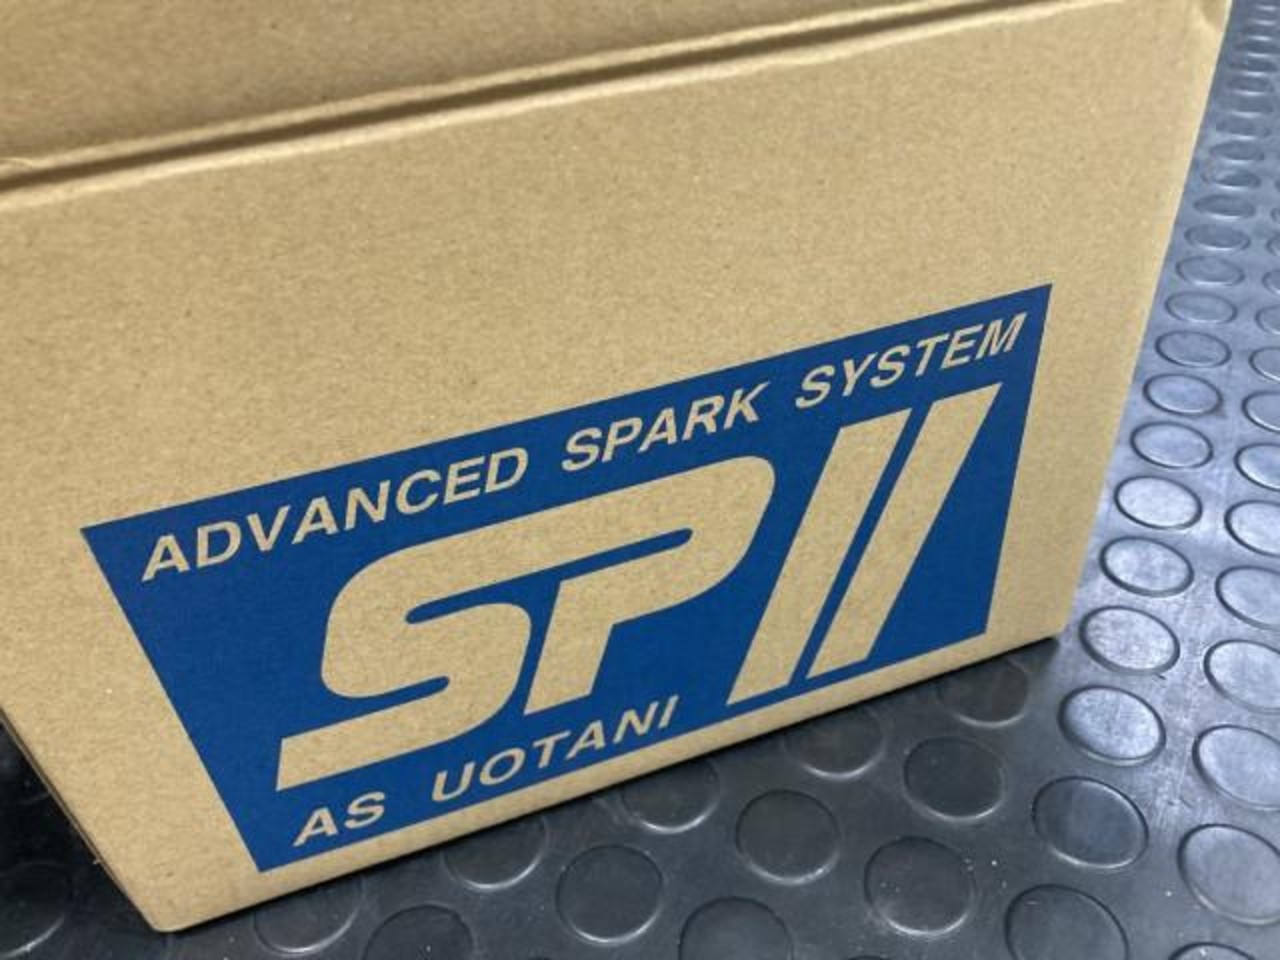 ADVANCED SPARK SYSTEM
SPII
AS UOTANI